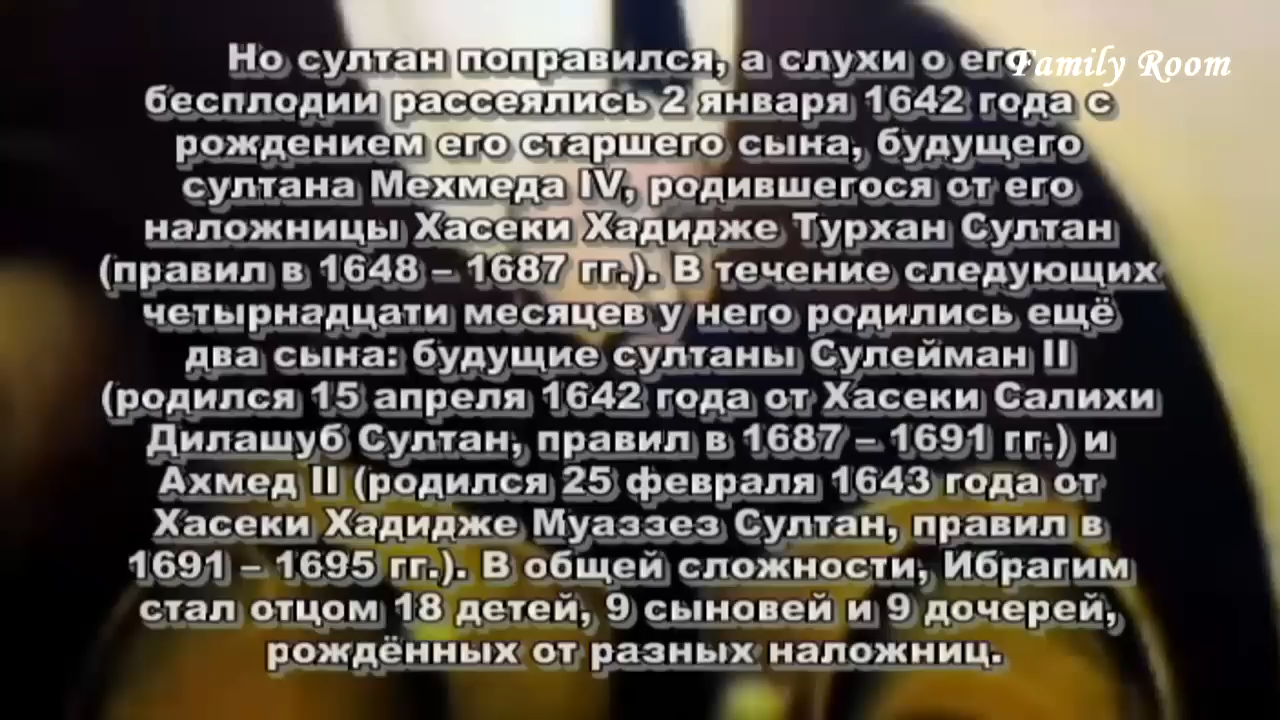 Но султан поправился, а слухи о его
Family Room
бесплодии рассеялись 2 января 1642 года с
рождением его старшего сына, будущего
султана Мехмеда IV, родившегося от его
наложницы Хасеки Хадидже Турхан Султан
(правил в 1648 – 1687 гг.). В течение следующих
четырнадцати месяцев у него родились ещё
два сына: будущие султаны Сулейман II
(родился 15 апреля 1642 года от Хасеки Салихи
Дилашуб Султан, правил в 1687 – 1691 гг.) и
Ахмед II (родился 25 февраля 1643 года от
Хасеки Хадидже Муаззез Султан, правил в
1691 – 1695 гг.). В общей сложности, Ибрагим
стал отцом 18 детей, 9 сыновей и 9 дочерей,
рождённых от разных наложниц.